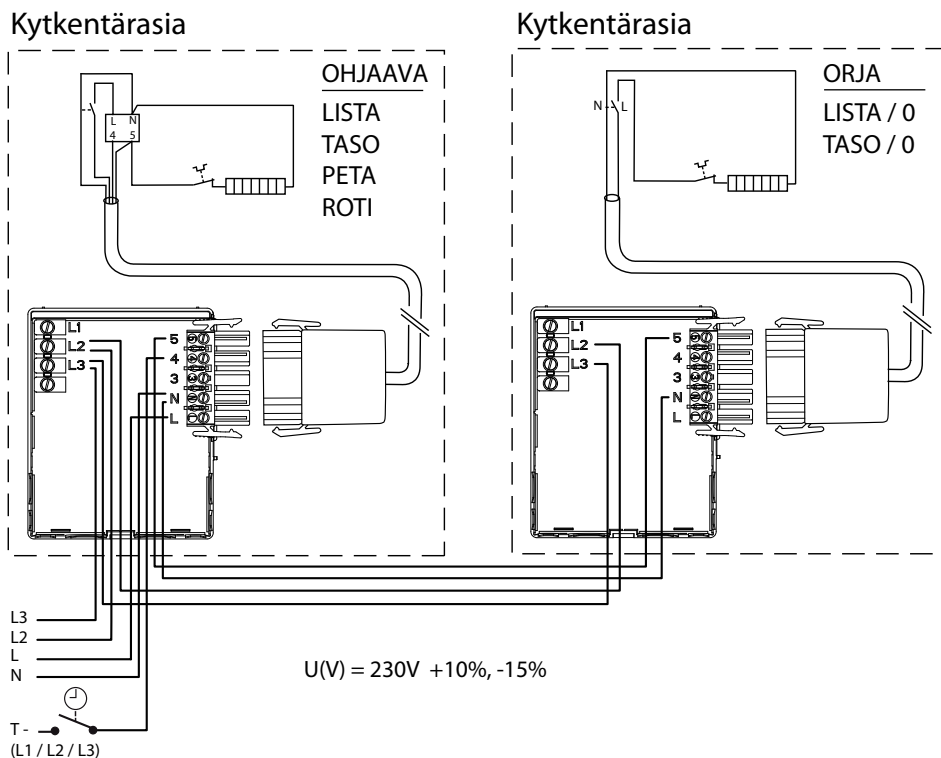 Kytkentärasia
OHJAAVA
LISTA
TASO
PETA
ROTI
L N
4 5
L1
L2
L3
5
4
3
N
L
Kytkentärasia
ORJA
LISTA / 0
TASO / 0
N L
L1
L2
L3
5
4
3
N
L
L3
L2
L
N
T -
(L1 / L2 / L3)
U(V) = 230V +10%, -15%